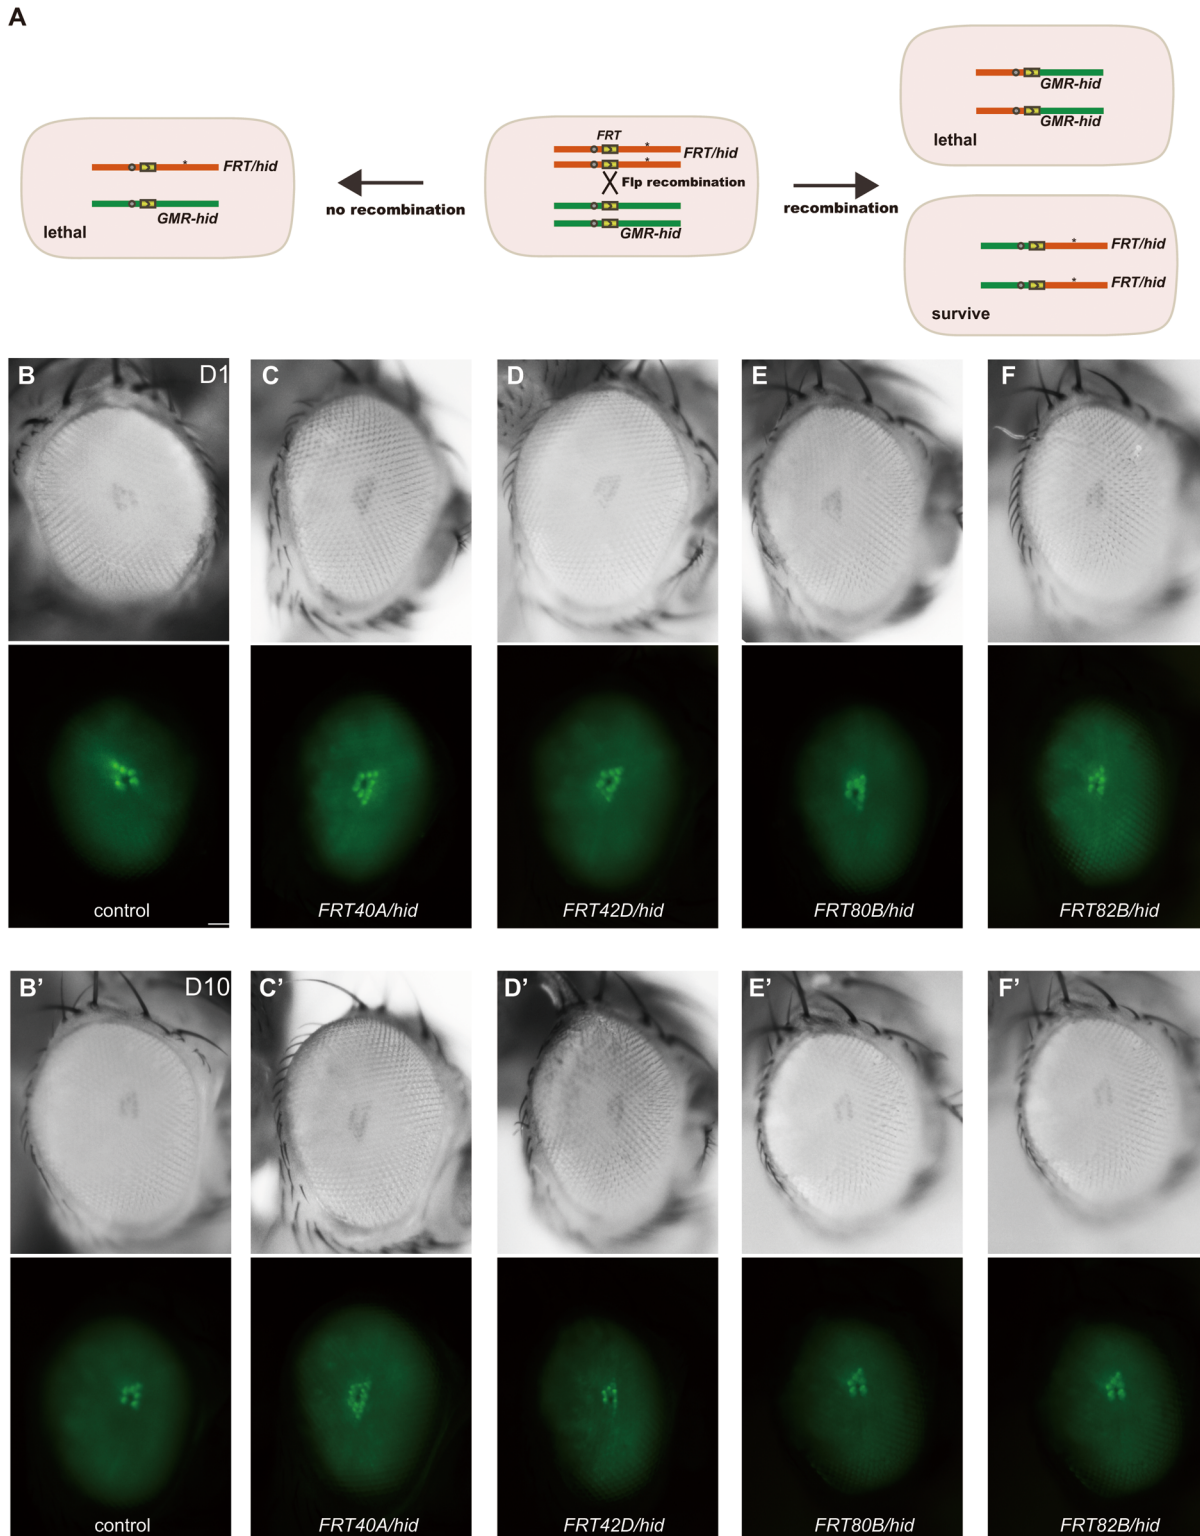 A
FRT/hid
GMR-hid
lethal
no recombination
FRT
*
*
FRT/hid
Flp recombination
GMR-hid
recombination
GMR-hid
GMR-hid
lethal
*
FRT/hid
*
FRT/hid
survive
*
B D1 C D E F
control FRT40A/hid FRT42D/hid FRT80B/hid FRT82B/hid
B’ D10 C’ D’ E’ F’
control FRT40A/hid FRT42D/hid FRT80B/hid FRT82B/hid